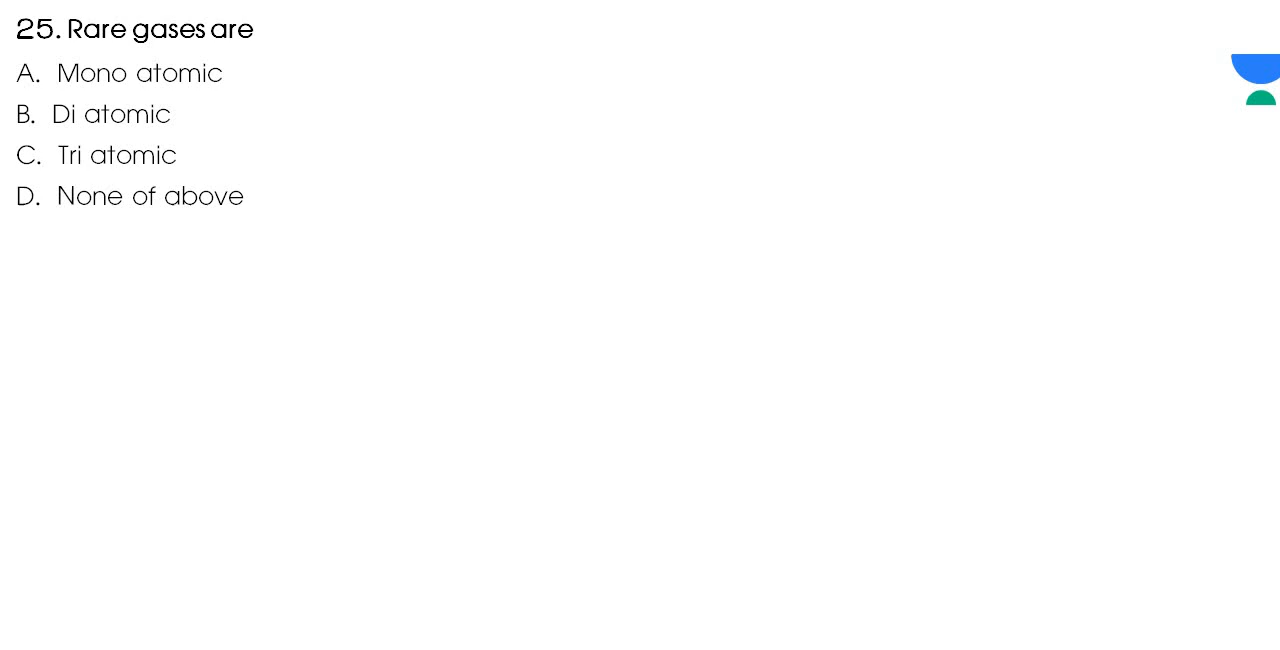 25. Rare gases are
A. Mono atomic
B. Di atomic
C. Tri atomic
D. None of above